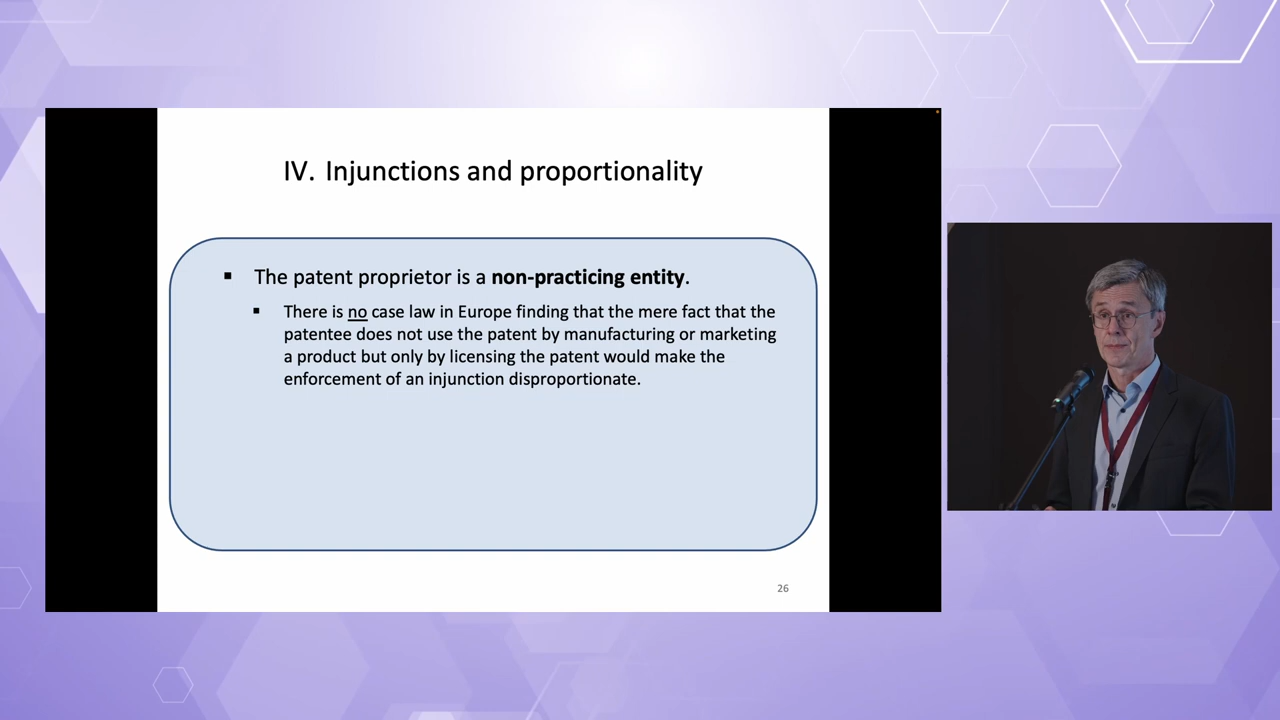 IV. Injunctions and proportionality
▪ The patent proprietor is a non-practicing entity.
▪ There is no case law in Europe finding that the mere fact that the
patentee does not use the patent by manufacturing or marketing
a product but only by licensing the patent would make the
enforcement of an injunction disproportionate.
26